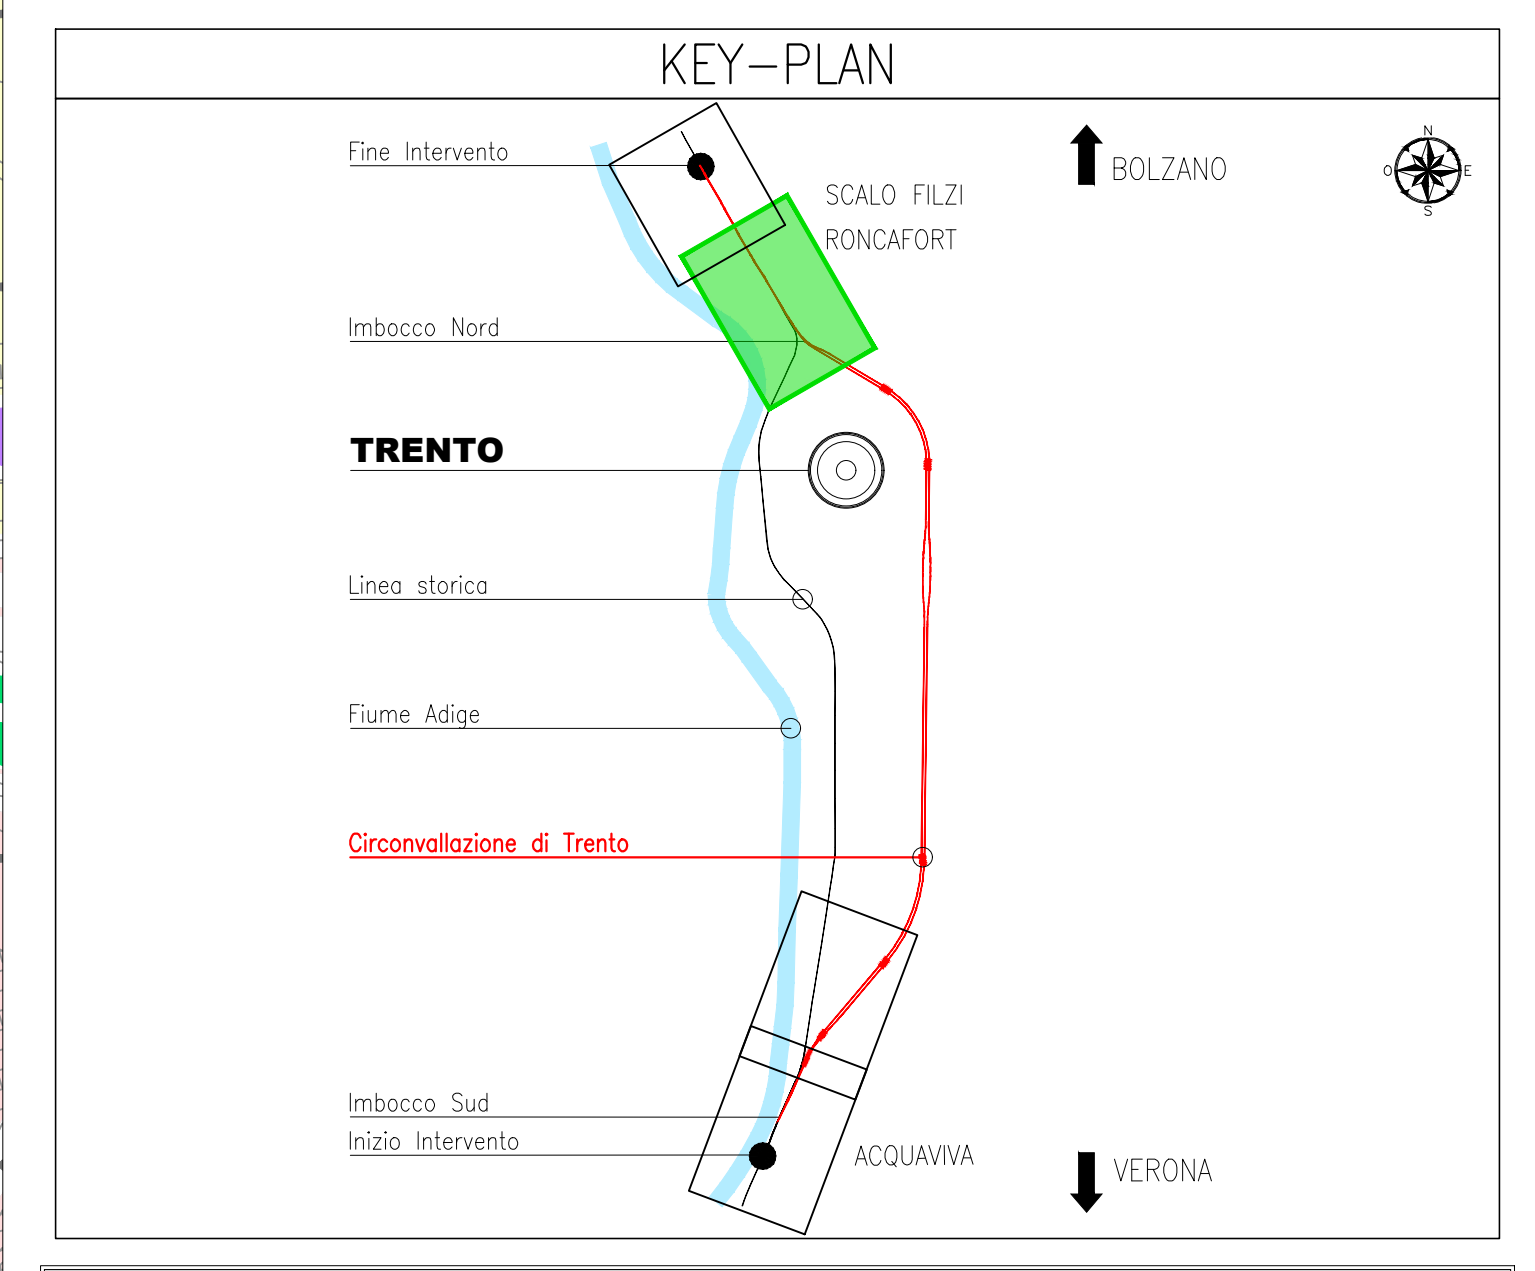 KEY-PLAN
Fine Intervento
BOLZANO
N
O
E
S
SCALO FILZI
RONCAFORT
Imbocco Nord
TRENTO
Linea storica
Fiume Adige
Circonvallazione di Trento
Imbocco Sud
Inizio Intervento
ACQUAVIVA
VERONA